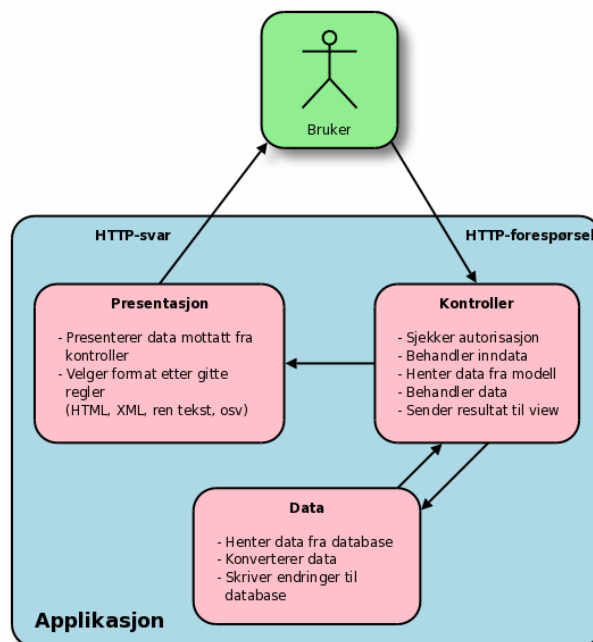 Bruker
HTTP-svar
HTTP-forespørsel
Presentasjon
- Presenterer data mottatt fra
kontroller
- Velger format etter gitte
regler
(HTML, XML, ren tekst, osv)
Kontroller
- Sjekker autorisasjon
- Behandler inndata
- Henter data fra modell
- Behandler data
- Sender resultat til view
Data
- Henter data fra database
- Konverterer data
- Skriver endringer til
database
Applikasjon